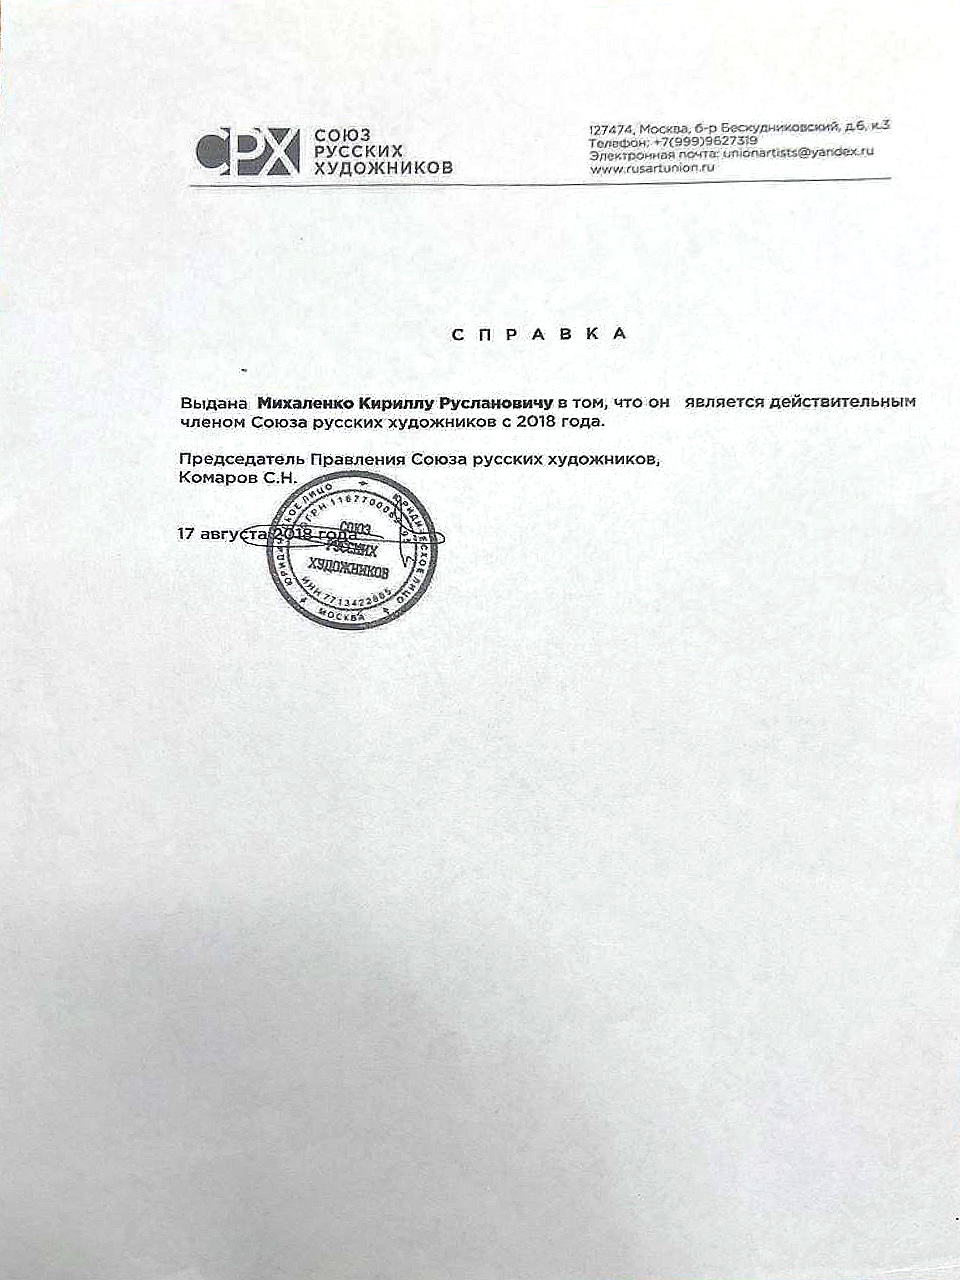 СРХ
СОЮЗ
РУССКИХ
ХУДОЖНИКОВ
127474, Москва, б-р Бескудниковский, д.6, к.3
Телефон: +7(999)9627319
Электронная почта: unionartists@yandex.ru
www.rusartunion.ru
СПРАВКА
Выдана Михаленко Кириллу Руслановичу в том, что он является действительным
членом Союза русских художников с 2018 года.
Председатель Правления Союза русских художников,
Комаров С.Н.
17 августа 2018 года
ЮРИДИЧЕСКОЕ ЛИЦО
ЮРИДИЧЕСКОЕ ЛИЦО
МОСКВА
ОГРН
СОЮЗ
РУССКИХ
ХУДОЖНИКОВ
ИНН 7713422885